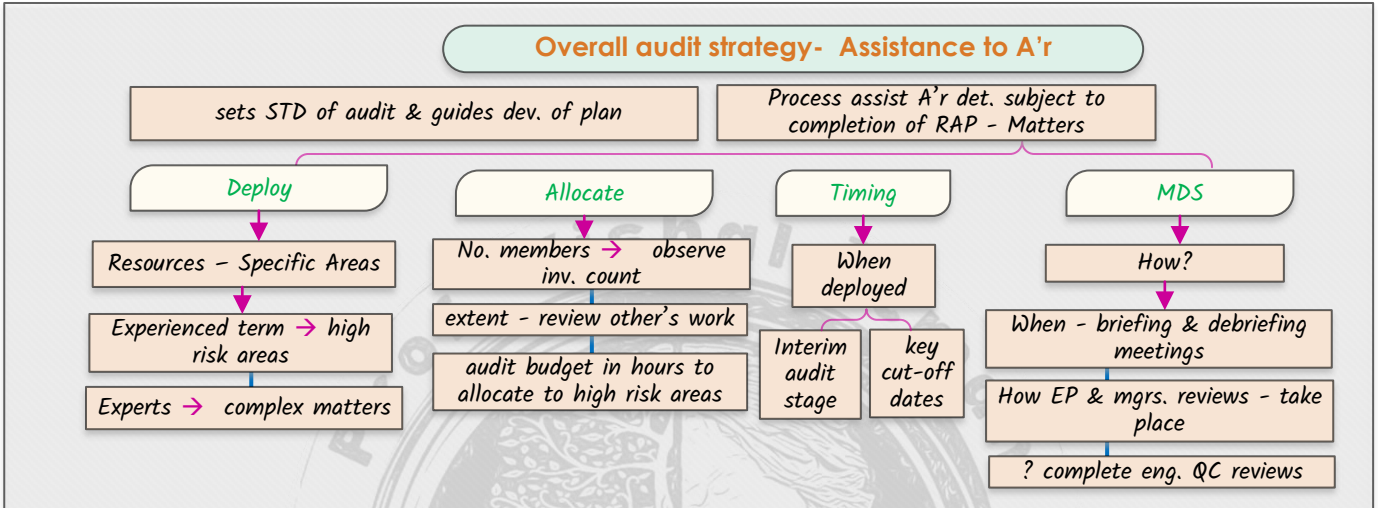 Overall audit strategy- Assistance to A'r
sets STD of audit & guides dev. of plan
Process assist A'r det. subject to
completion of RAP - Matters
Deploy
Resources – Specific Areas
Experienced term → high
risk areas
Experts → complex matters
Allocate
No. members → observe
inv. count
extent - review other's work
audit budget in hours to
allocate to high risk areas
Timing
When
deployed
Interim
audit
stage
key
cut-off
dates
MDS
How?
When - briefing & debriefing
meetings
How EP & mgrs. reviews - take
place
? complete eng. QC reviews